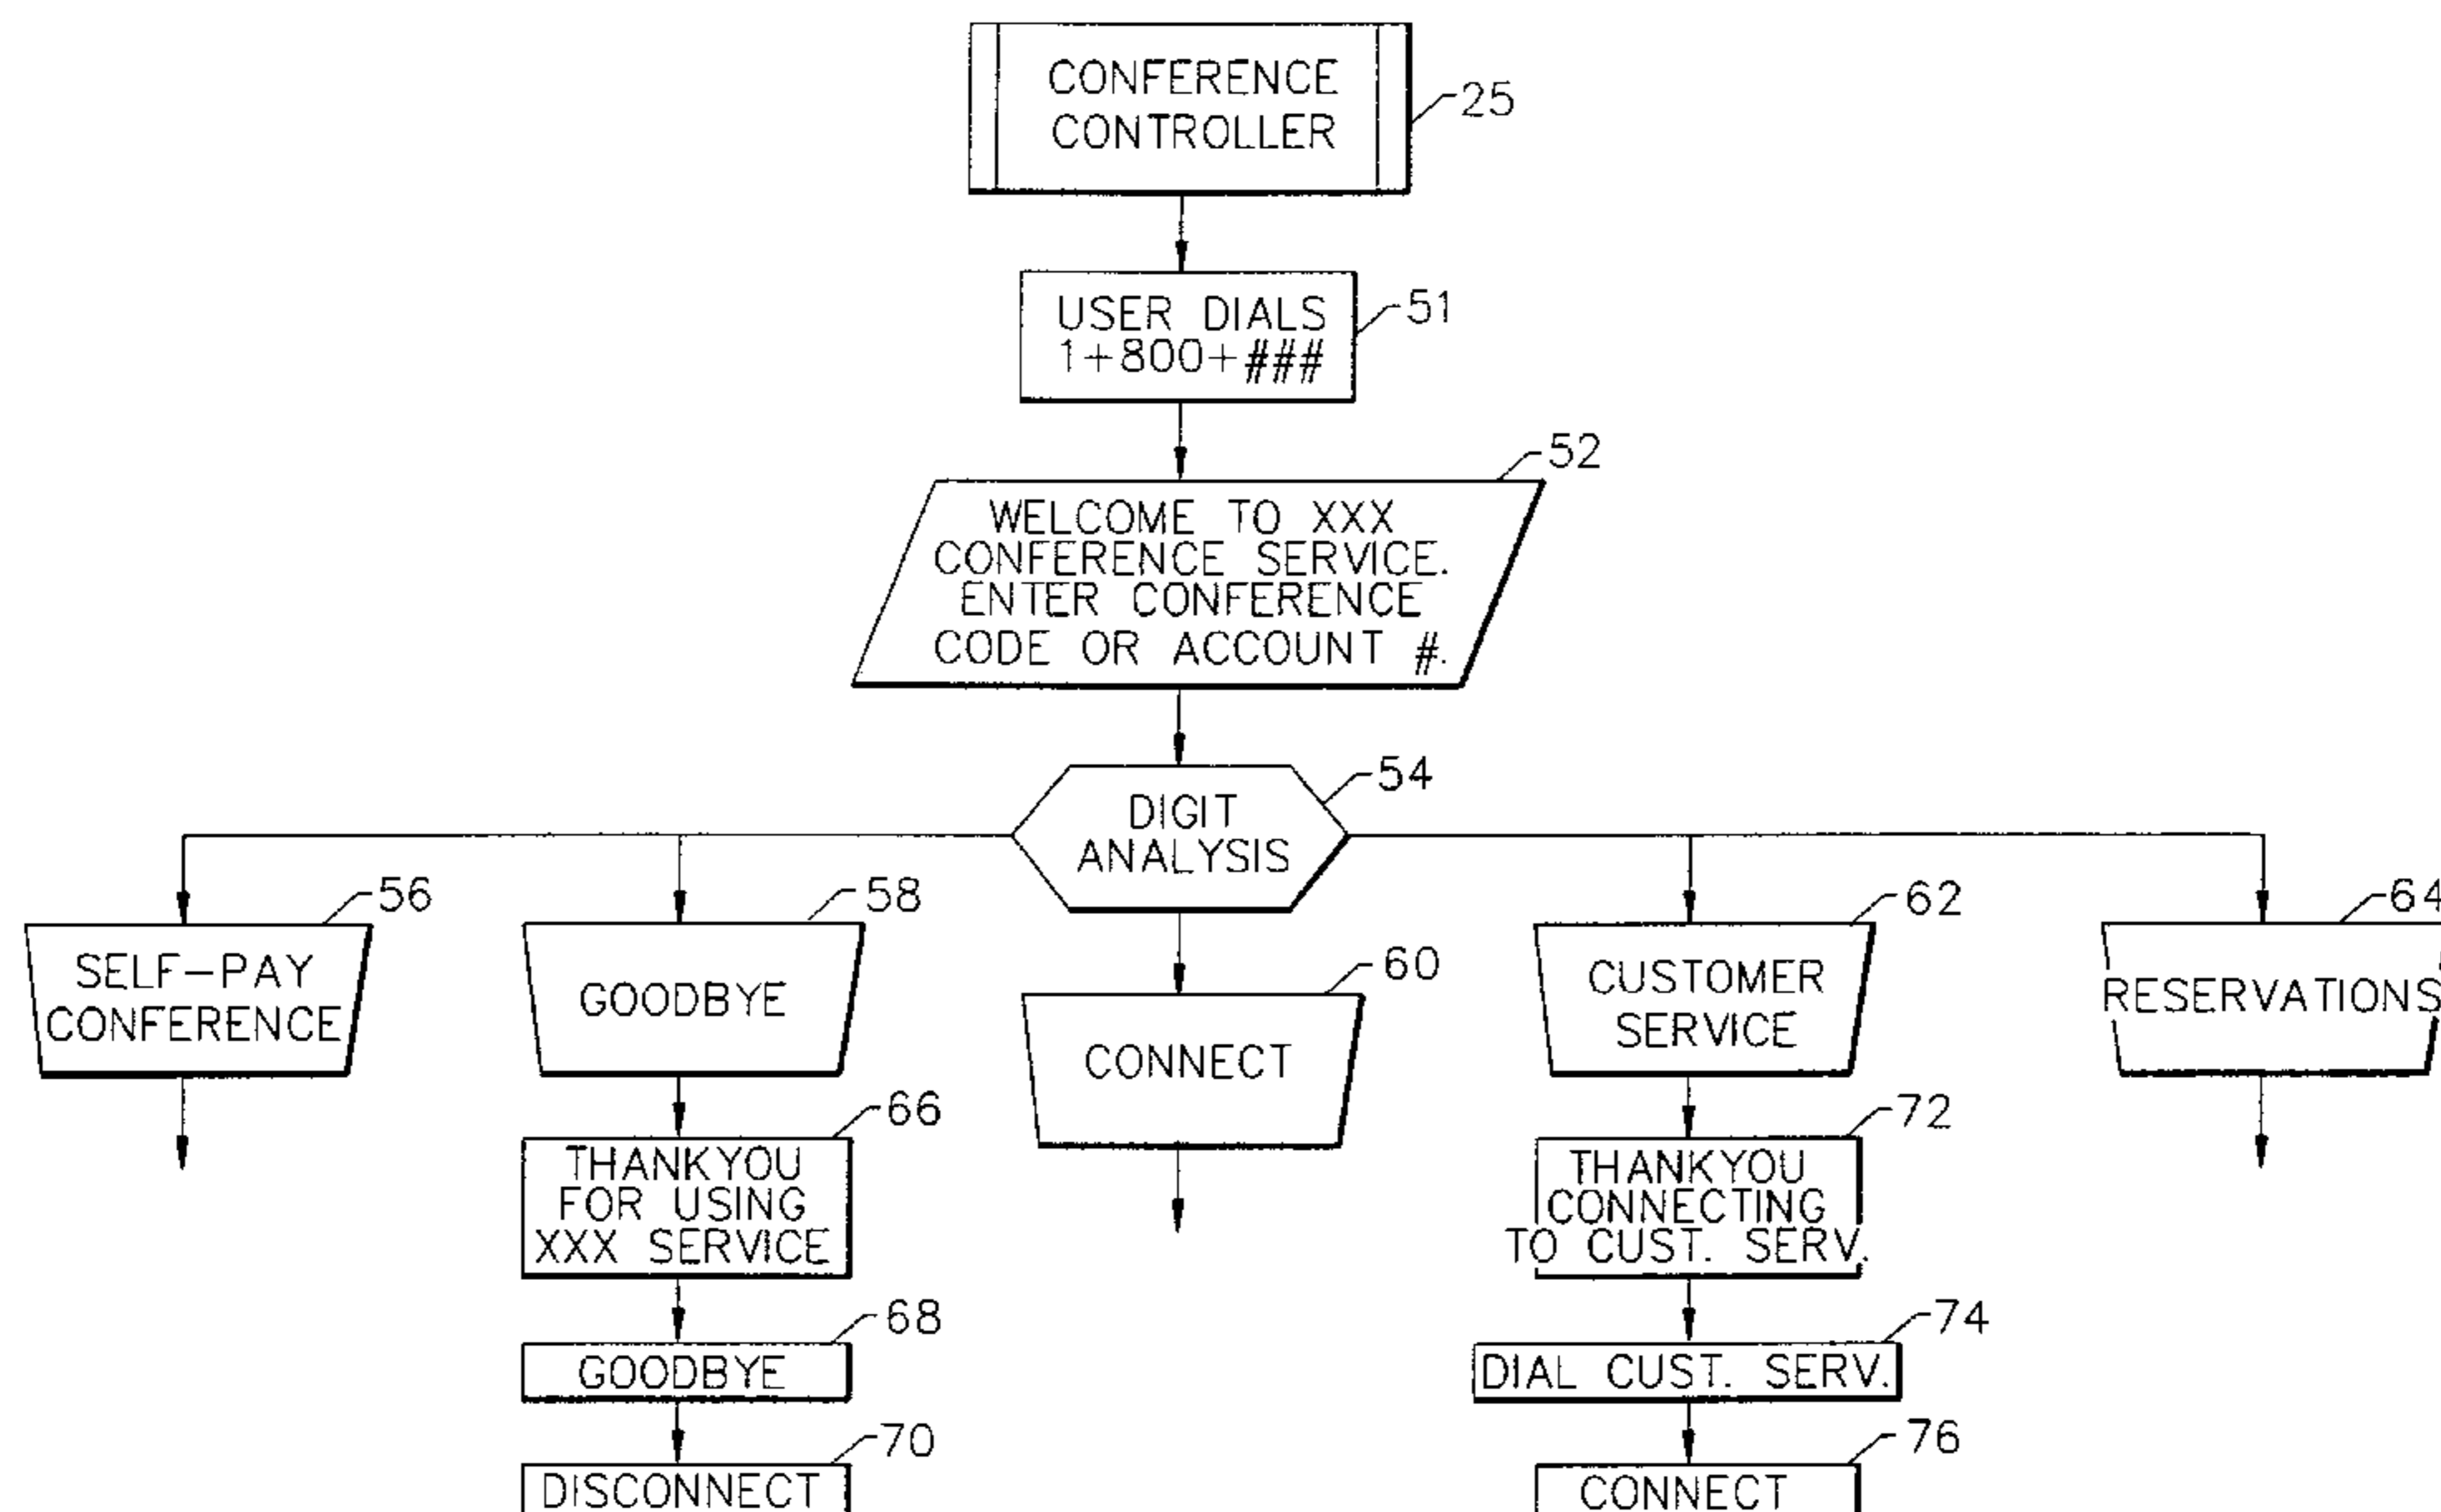 CONFERENCE
CONTROLLER
25
USER DIALS
1+800+###
51
52
WELCOME TO XXX
CONFERENCE SERVICE.
ENTER CONFERENCE
CODE OR ACCOUNT #.
54
DIGIT
ANALYSIS
56
SELF-PAY
CONFERENCE
58
GOODBYE
60
CONNECT
62
CUSTOMER
SERVICE
64
RESERVATIONS
66
THANKYOU
FOR USING
XXX SERVICE
72
THANKYOU
CONNECTING
TO CUST. SERV.
68
GOODBYE
74
DIAL CUST. SERV.
70
DISCONNECT
76
CONNECT